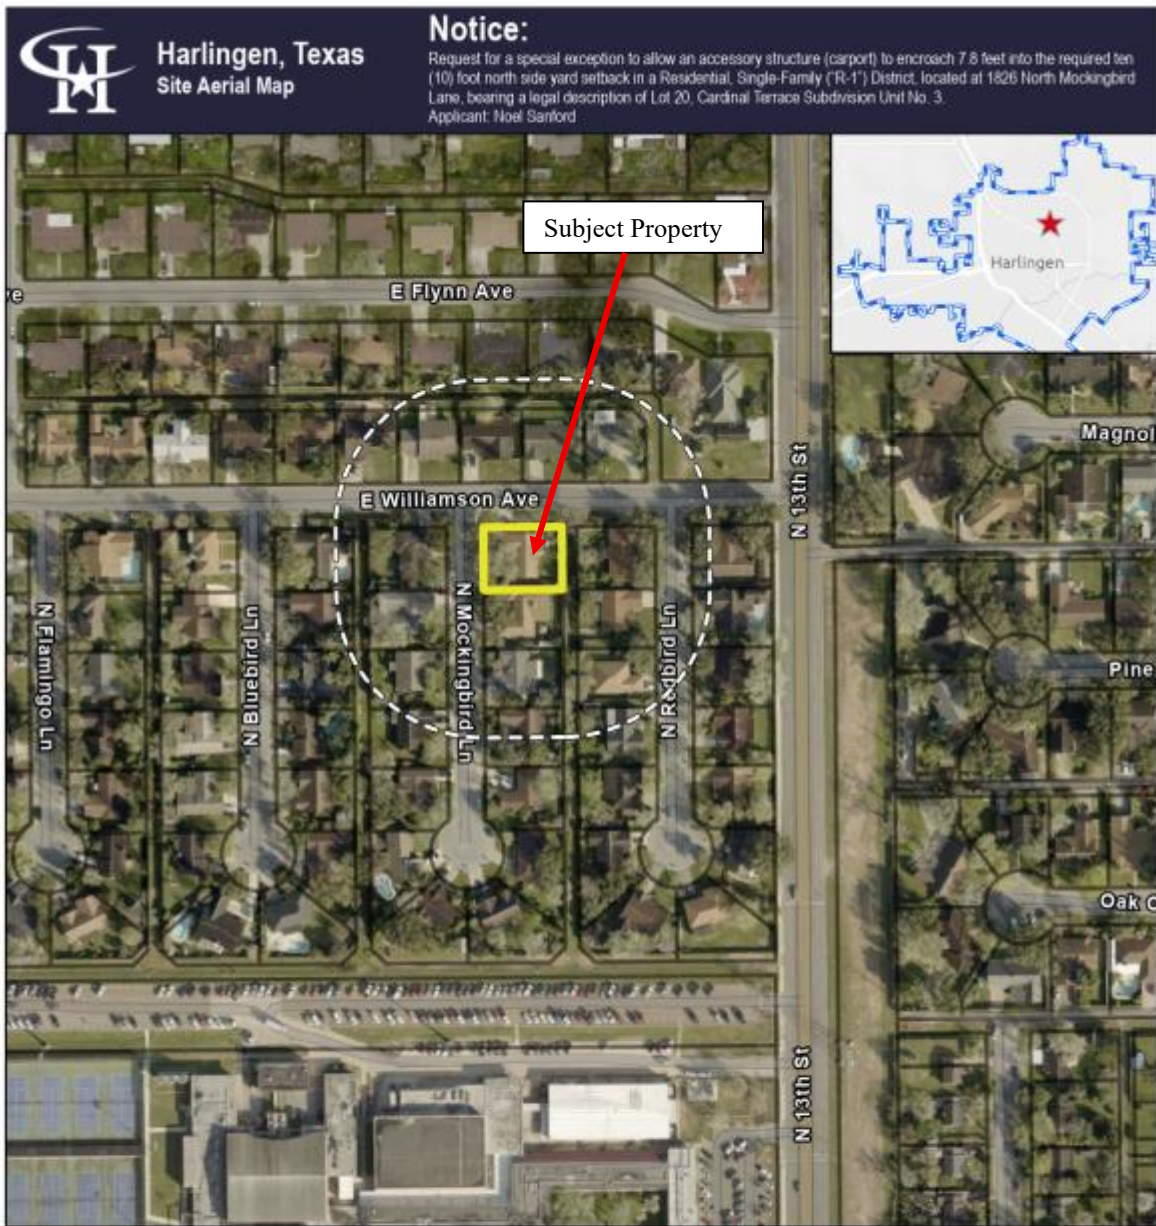 Harlingen, Texas
Site Aerial Map
Notice:
Request for a special exception to allow an accessory structure (carport) to encroach 7.8 feet into the required ten
(10) foot north side yard setback in a Residential, Single-Family ("R-1") District, located at 1826 North Mockingbird
Lane, bearing a legal description of Lot 20, Cardinal Terrace Subdivision Unit No. 3.
Applicant: Noel Sanford
H
Harlingen
Subject Property
ve
E Flynn Ave
Magnol
E Williamson Ave
N 13th St
N Flamingo Ln
N Bluebird Ln
N Mockingbird Ln
N Redbird Ln
Pine
Oak C
N 13th St